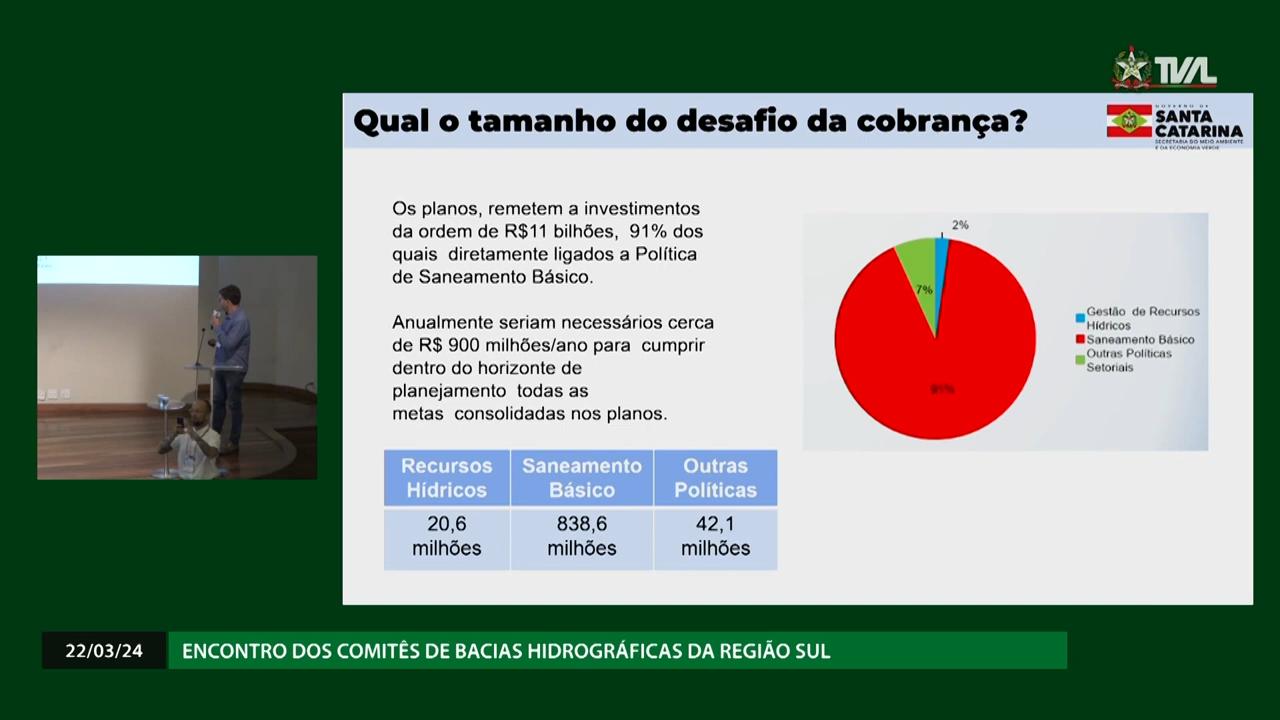 TVAL
Qual o tamanho do desafio da cobrança?
GOVERNO DE
SANTA
CATARINA
SECRETARIA DO MEIO AMBIENTE
E DA ECONOMIA VERDE
Os planos, remetem a investimentos
da ordem de R$11 bilhões, 91% dos
quais diretamente ligados a Política
de Saneamento Básico.
Anualmente seriam necessários cerca
de R$ 900 milhões/ano para cumprir
dentro do horizonte de
planejamento todas as
metas consolidadas nos planos.
2%
7%
91%
Gestão de Recursos
Hídricos
Saneamento Básico
Outras Políticas
Setoriais
Recursos
Hídricos
Saneamento
Básico
Outras
Políticas
20,6
milhões
838,6
milhões
42,1
milhões
22/03/24
ENCONTRO DOS COMITÊS DE BACIAS HIDROGRÁFICAS DA REGIÃO SUL